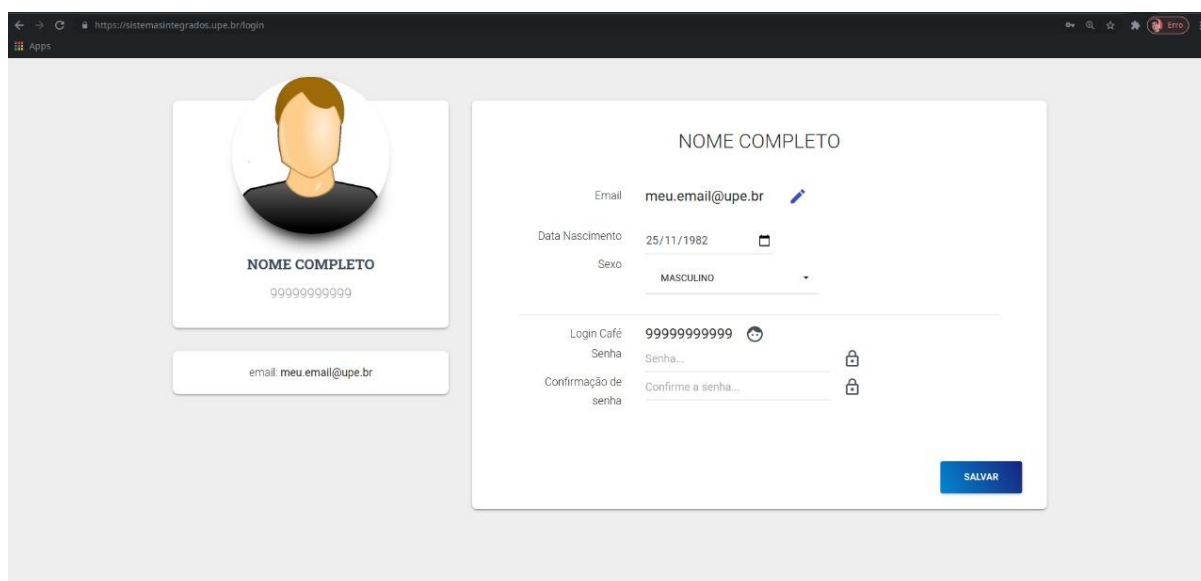 https://sistemasintegrados.upe.br/login
Erro
Apps
NOME COMPLETO
99999999999
email: meu.email@upe.br
NOME COMPLETO
Email meu.email@upe.br
Data Nascimento 25/11/1982
Sexo MASCULINO
Login Café 99999999999
Senha Senha...
Confirmação de Confirme a senha...
senha
SALVAR